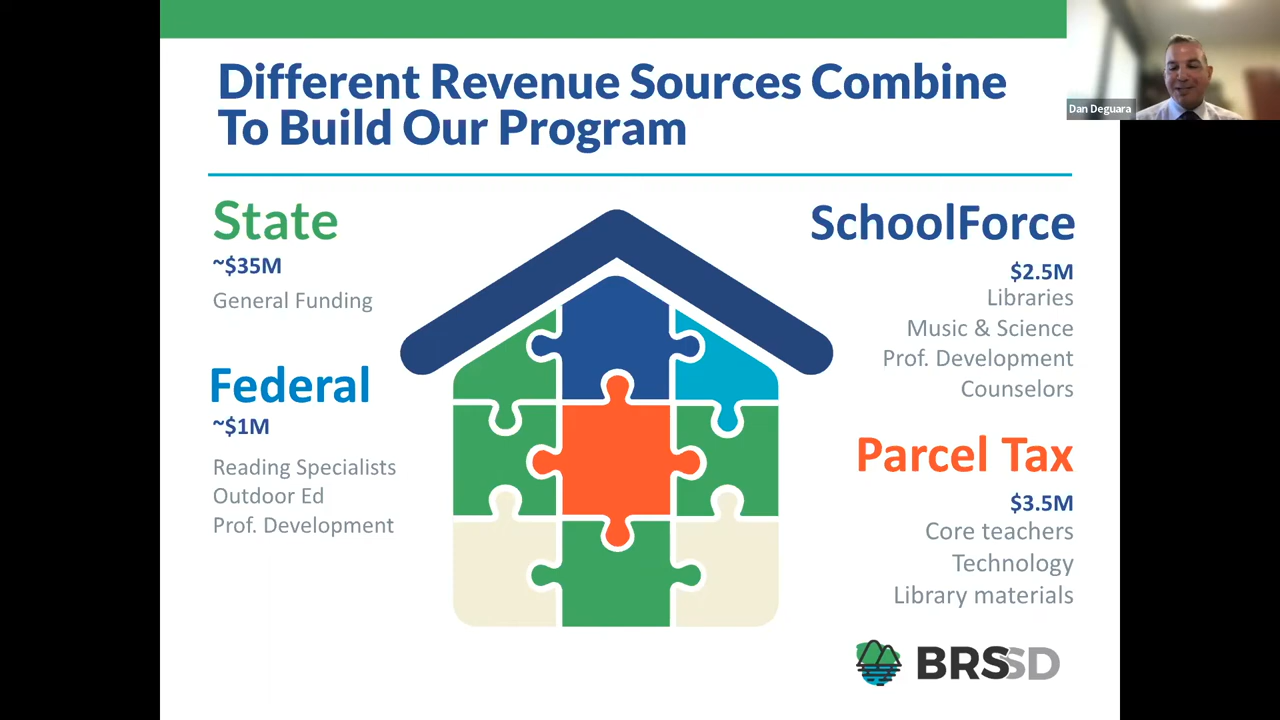 Different Revenue Sources Combine
To Build Our Program
Dan Deguara
State
~$35M
General Funding
Federal
~$1M
Reading Specialists
Outdoor Ed
Prof. Development
SchoolForce
$2.5M
Libraries
Music & Science
Prof. Development
Counselors
Parcel Tax
$3.5M
Core teachers
Technology
Library materials
BRSSD